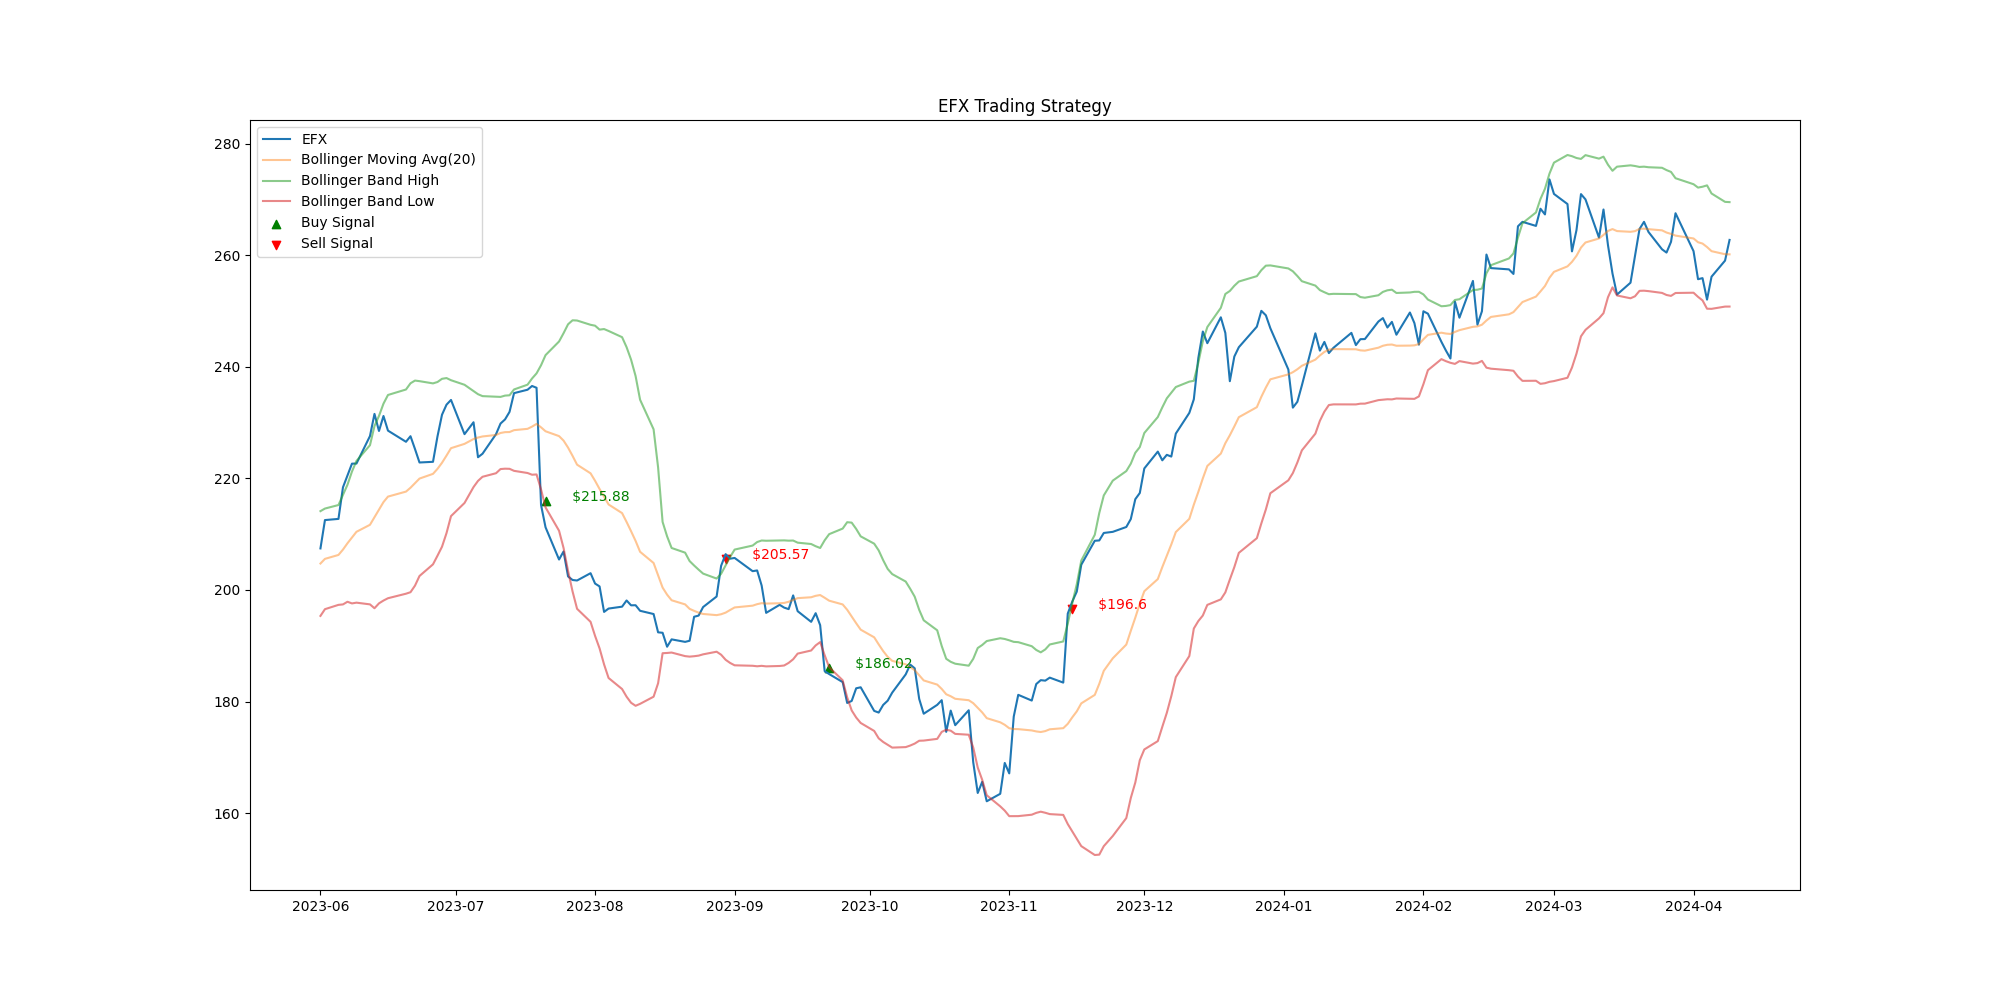 EFX Trading Strategy
EFX
Bollinger Moving Avg(20)
Bollinger Band High
Bollinger Band Low
Buy Signal
Sell Signal
280
260
240
220
200
180
160
$215.88
$205.57
$186.02
$196.6
2023-06 2023-07 2023-08 2023-09 2023-10 2023-11 2023-12 2024-01 2024-02 2024-03 2024-04